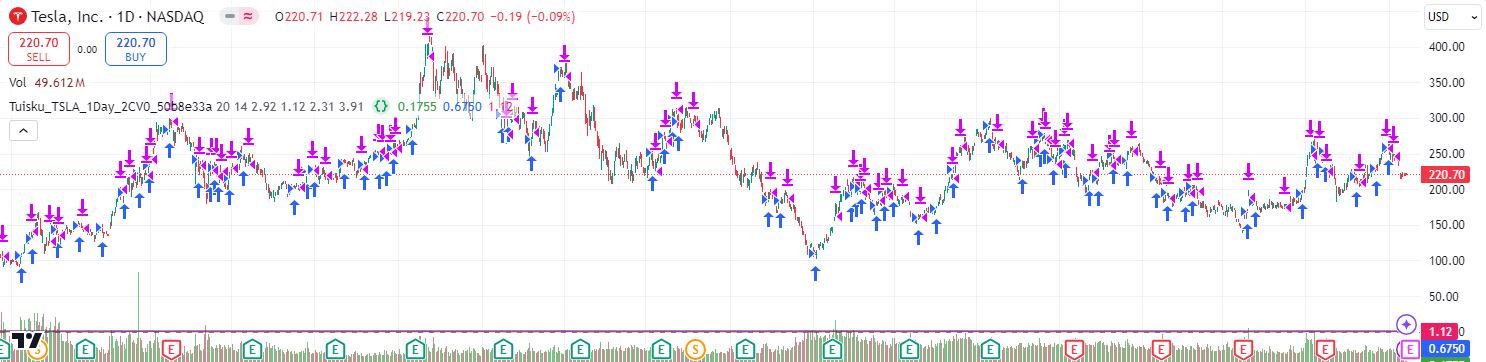 Tesla, Inc. · 1D · NASDAQ O220.71 H222.28 L219.23 C220.70 −0.19 (−0.09%)
USD
220.70 SELL 0.00 220.70 BUY
Vol 49.612M
Tuisku_TSLA_1Day_2CV0_50b8e33a 20 14 2.92 1.12 2.31 3.91 {} 0.1755 0.6750 1.12
400.00
350.00
300.00
250.00
220.70
200.00
150.00
100.00
50.00
1.12
0.6750
E S E E E E E E E E S E E E E E E E E E